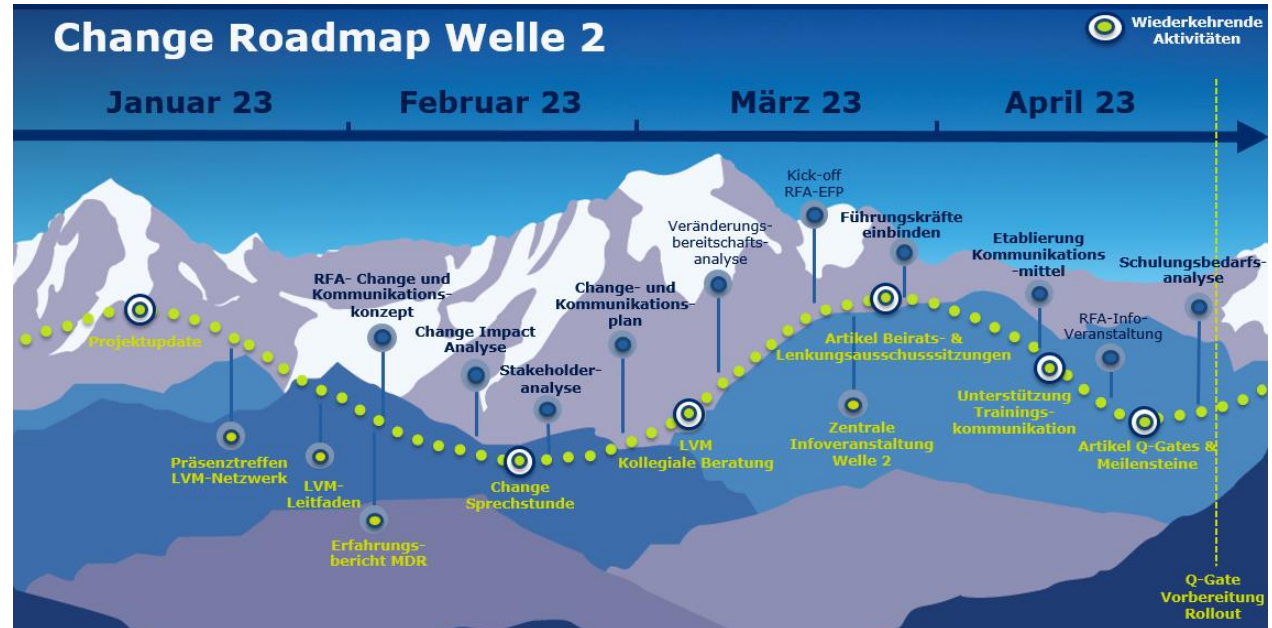 Change Roadmap Welle 2
Wiederkehrende
Aktivitäten
Januar 23
Februar 23
März 23
April 23
Projektupdate
Präsenztreffen
LVM-Netzwerk
LVM-
Leitfaden
RFA- Change und
Kommunikations-
konzept
Erfahrungs-
bericht MDR
Change Impact
Analyse
Stakeholder-
analyse
Change
Sprechstunde
Change- und
Kommunikations-
plan
LVM
Kollegiale Beratung
Veränderungs-
bereitschafts-
analyse
Kick-off
RFA-EFP
Führungskräfte
einbinden
Artikel Beirats- &
Lenkungsausschusssitzungen
Zentrale
Infoveranstaltung
Welle 2
Etablierung
Kommunikations
-mittel
Unterstützung
Trainings-
kommunikation
RFA-Info-
Veranstaltung
Schulungsbedarfs-
analyse
Artikel Q-Gates &
Meilensteine
Q-Gate
Vorbereitung
Rollout